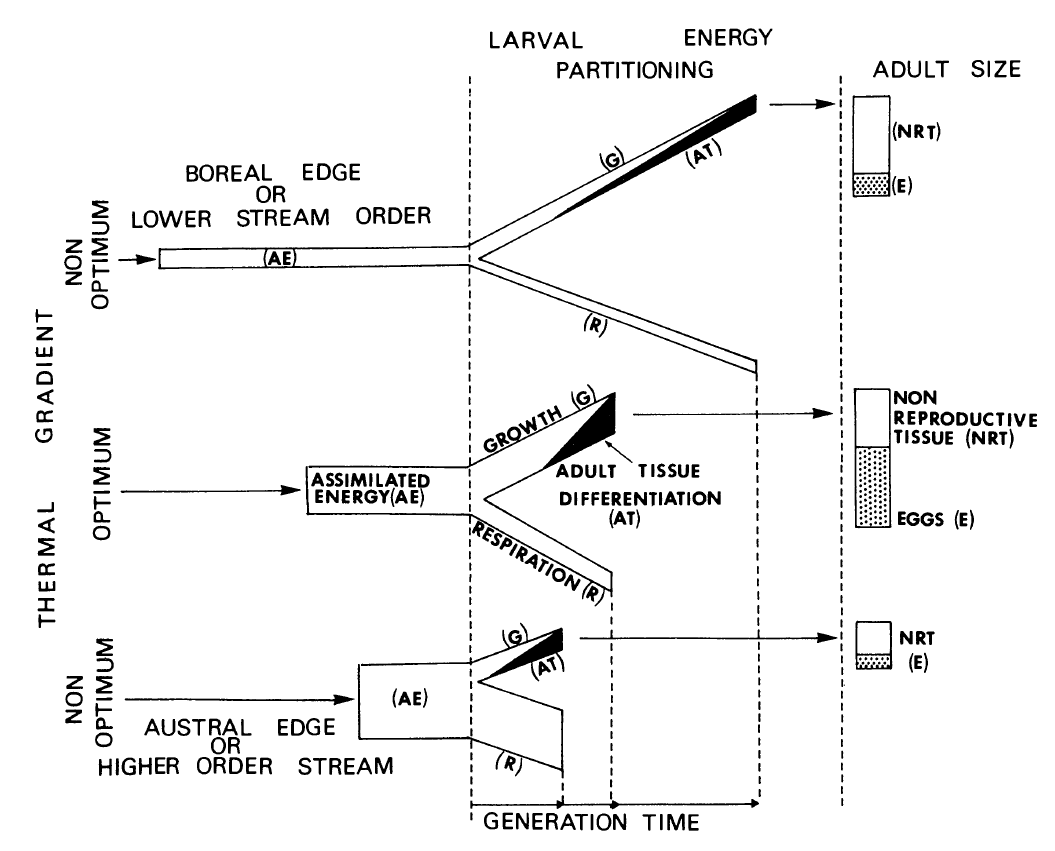 LARVAL ENERGY
PARTITIONING
ADULT SIZE
(G)
(AT)
(NRT)
(E)
BOREAL EDGE
OR
LOWER STREAM ORDER
NON
OPTIMUM
(AE)
(R)
THERMAL GRADIENT
OPTIMUM
ASSIMILATED
ENERGY(AE)
GROWTH (G)
ADULT TISSUE
DIFFERENTIATION
(AT)
RESPIRATION (R)
NON
REPRODUCTIVE
TISSUE (NRT)
EGGS (E)
NON
OPTIMUM
(AE)
(G)
(AT)
(R)
NRT
(E)
AUSTRAL EDGE
OR
HIGHER ORDER STREAM
GENERATION TIME